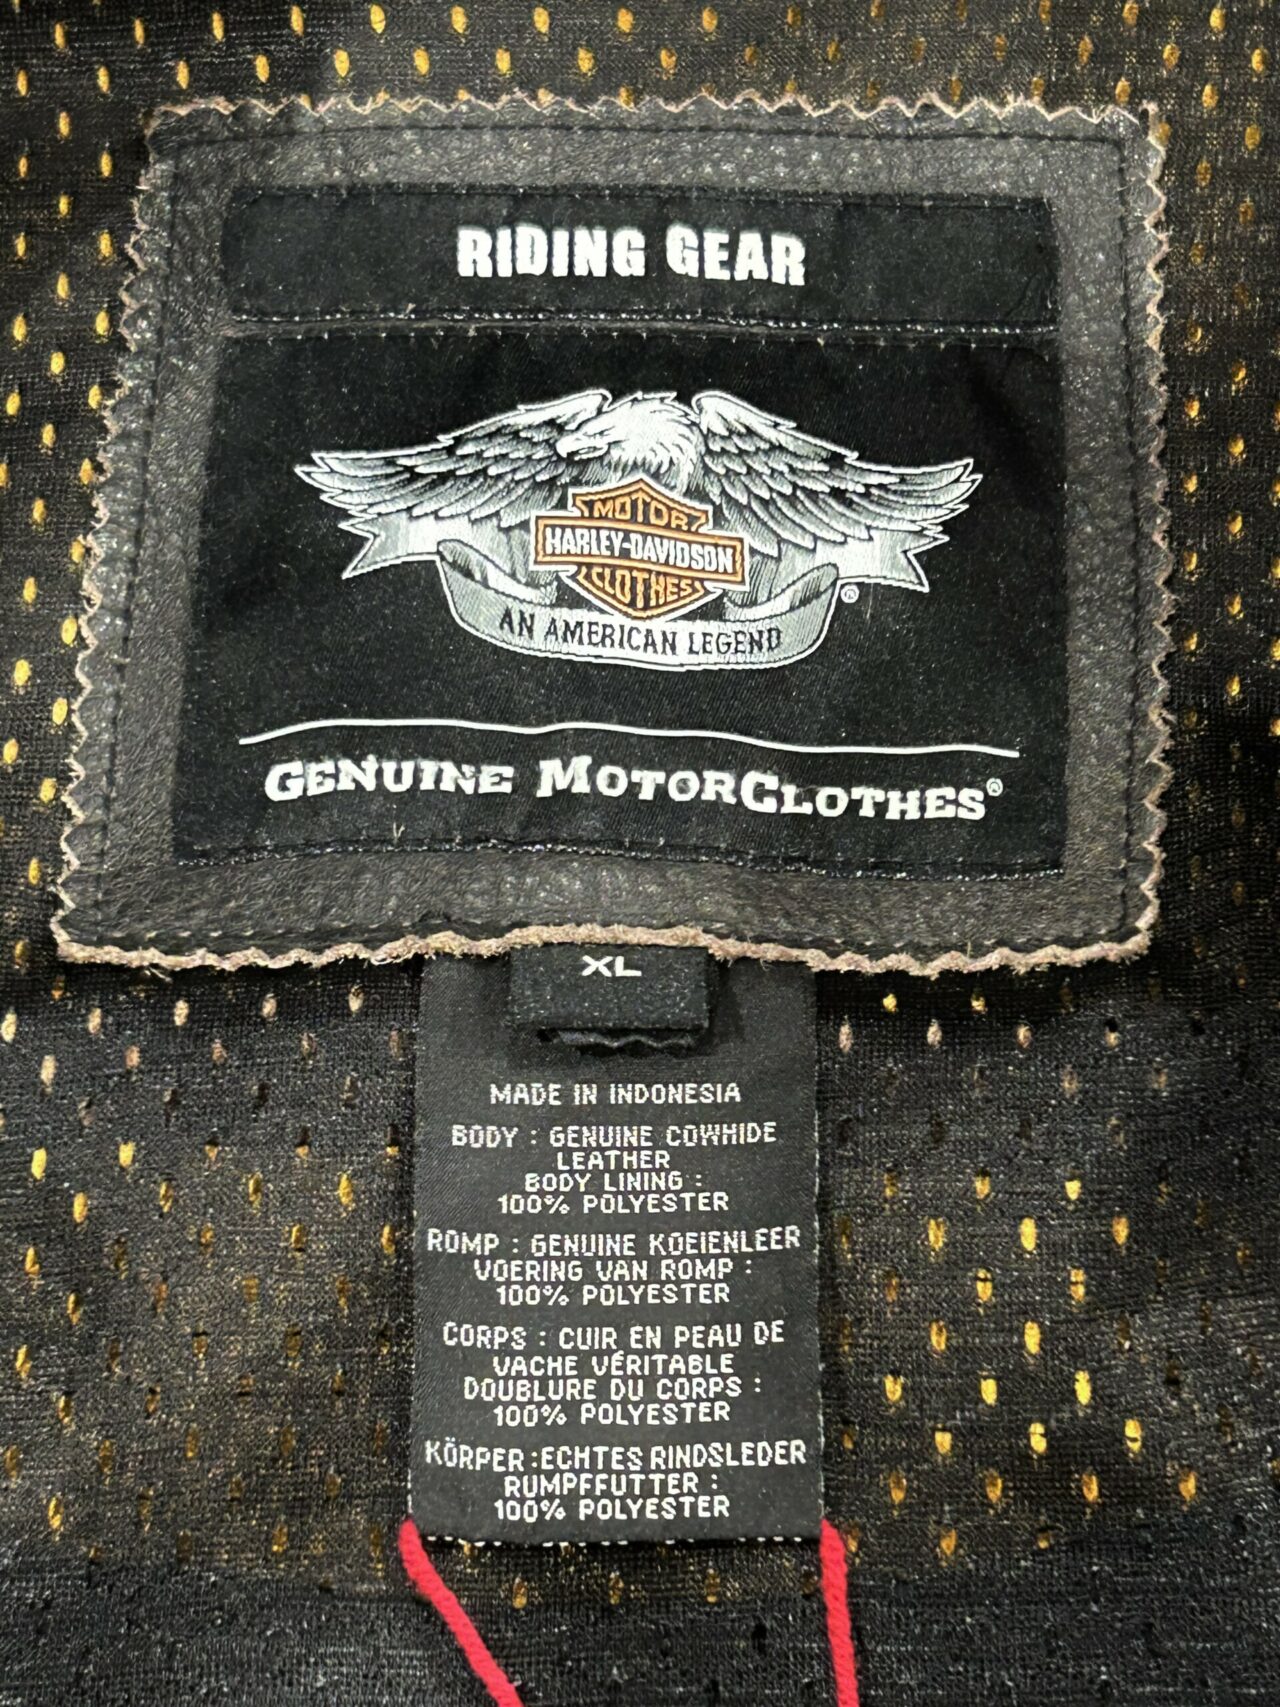 RIDING GEAR
MOTOR
HARLEY-DAVIDSON
CLOTHES
AN AMERICAN LEGEND
®
GENUINE MOTORCLOTHES®
XL
MADE IN INDONESIA
BODY : GENUINE COWHIDE
LEATHER
BODY LINING :
100% POLYESTER
ROMP : GENUINE KOEIENLEER
VOERING VAN ROMP :
100% POLYESTER
CORPS : CUIR EN PEAU DE
VACHE VÉRITABLE
DOUBLURE DU CORPS :
100% POLYESTER
KÖRPER :ECHTES RINDSLEDER
RUMPFFUTTER :
100% POLYESTER